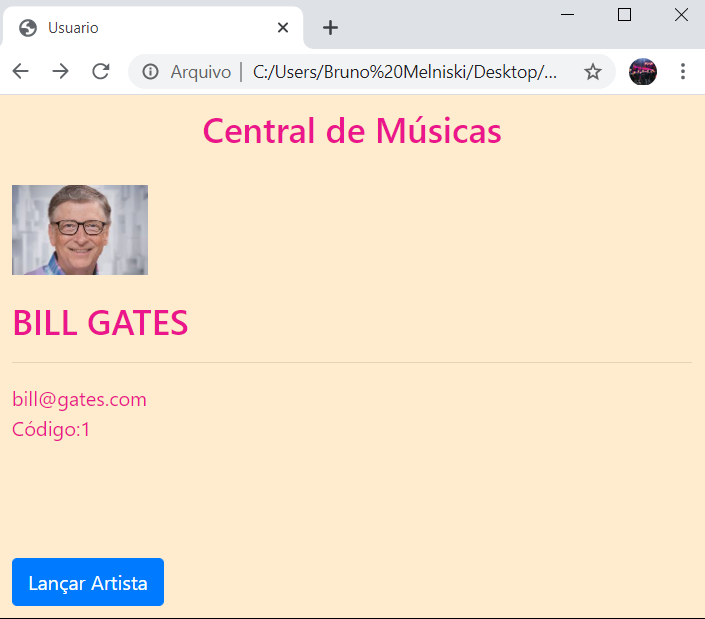 Usuario
Arquivo | C:/Users/Bruno%20Melniski/Desktop/...
Central de Músicas
BILL GATES
bill@gates.com
Código:1
Lançar Artista